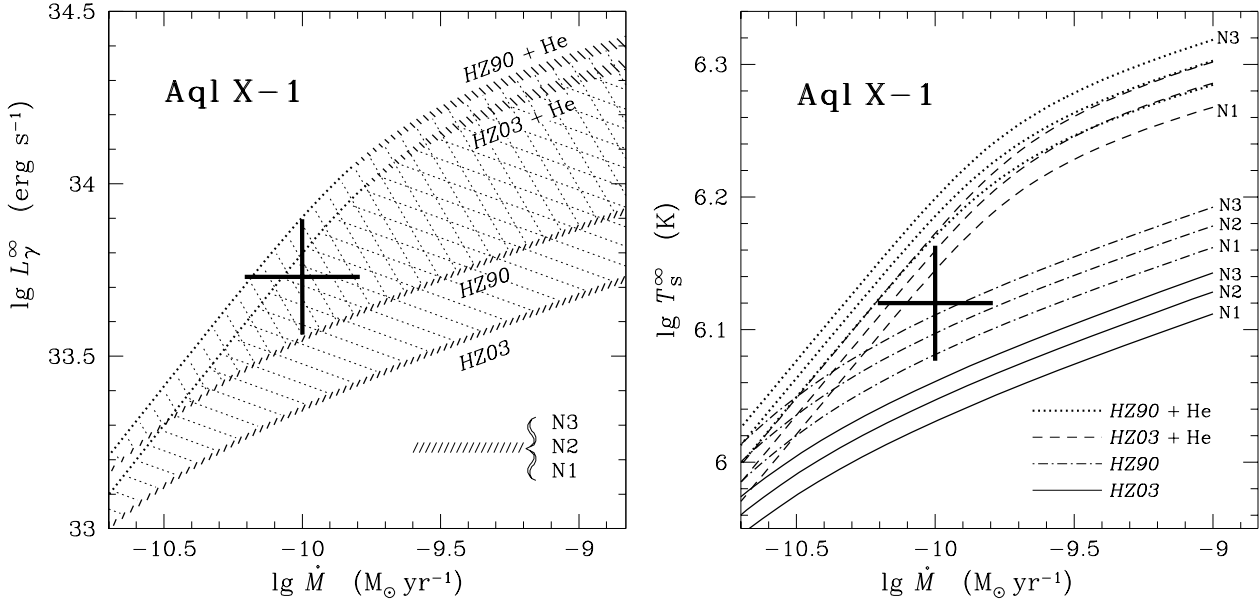 34.5
34
33.5
33
lg L∞γ (erg s⁻¹)
Aql X−1
HZ90 + He
HZ03 + He
HZ90
HZ03
N3
N2
N1
−10.5 −10 −9.5 −9
lg Ṁ (M⊙ yr⁻¹)
6.3
6.2
6.1
6
lg T∞s (K)
Aql X−1
N3
N1
N3
N2
N1
N3
N2
N1
HZ90 + He
HZ03 + He
HZ90
HZ03
−10.5 −10 −9.5 −9
lg Ṁ (M⊙ yr⁻¹)